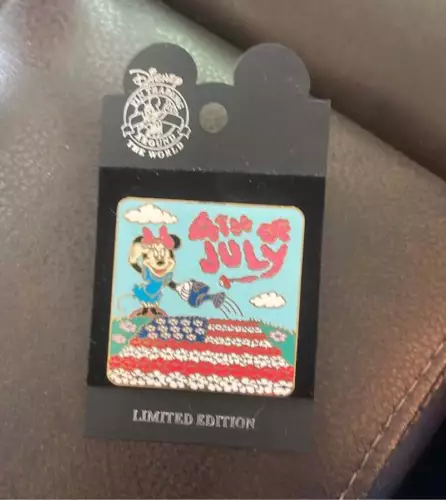 Disney
PIN TRADING
AROUND
THE WORLD
4TH OF
JULY
LIMITED EDITION